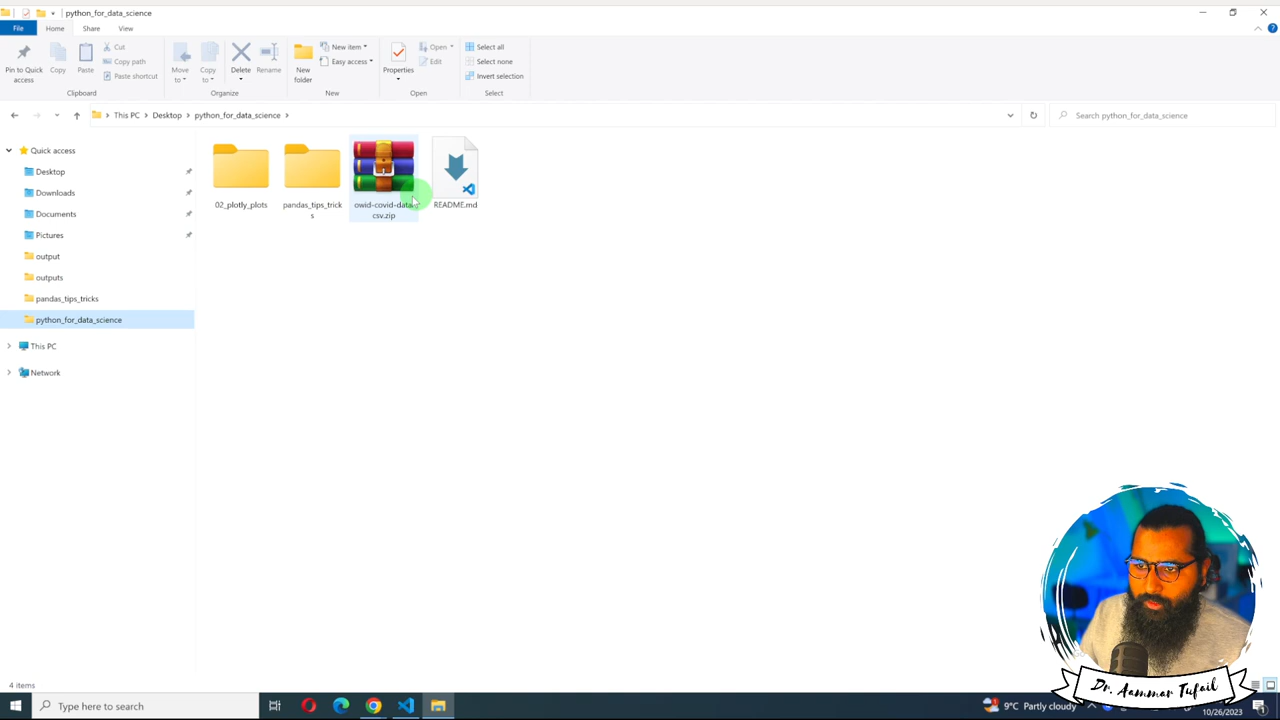 python_for_data_science
File
Home
Share
View
Pin to Quick access
Copy
Paste
Cut
Copy path
Paste shortcut
Clipboard
Move to
Copy to
Delete
Rename
Organize
New folder
New item
Easy access
New
Properties
Open
Edit
Open
Select all
Select none
Invert selection
Select
This PC
Desktop
python_for_data_science
Search python_for_data_science
Quick access
Desktop
Downloads
Documents
Pictures
output
outputs
pandas_tips_tricks
python_for_data_science
This PC
Network
02_plotly_plots
pandas_tips_trick
s
README.md
csv.zip
4 items
Type here to search
9°C Partly cloudy
10/26/2023
Dr. Aammar Tufail